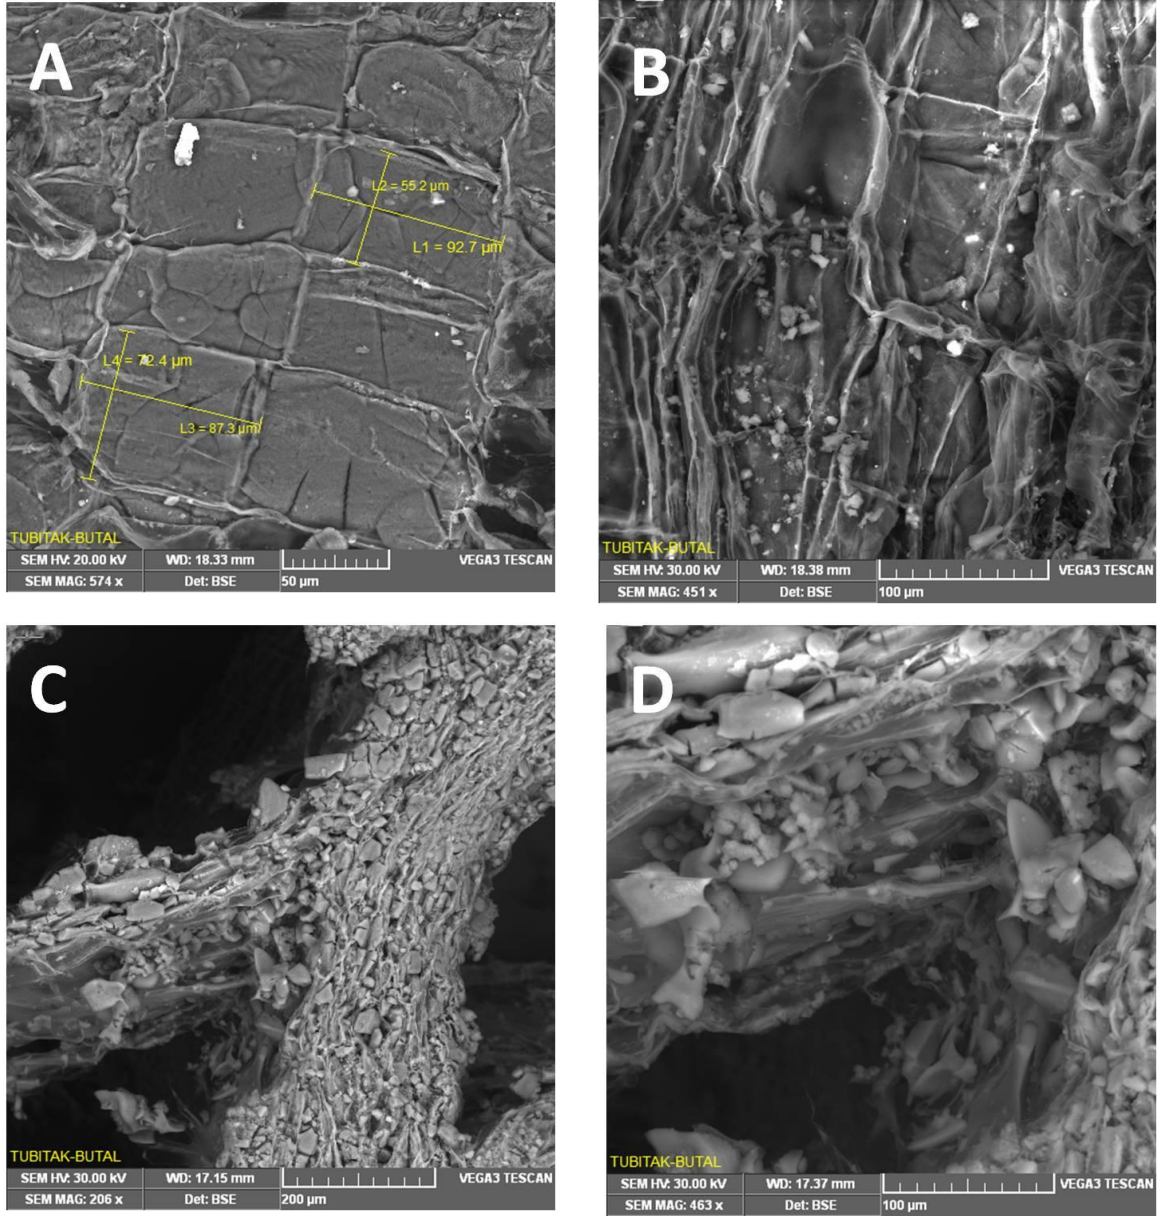 A
L2 = 55.2 µm
L1 = 92.7 µm
L4 = 72.4 µm
L3 = 87.3 µm
TUBITAK-BUTAL
SEM HV: 20.00 kV WD: 18.33 mm VEGA3 TESCAN
SEM MAG: 574 x Det: BSE 50 µm
B
TUBITAK-BUTAL
SEM HV: 30.00 kV WD: 18.38 mm VEGA3 TESCAN
SEM MAG: 451 x Det: BSE 100 µm
C
TUBITAK-BUTAL
SEM HV: 30.00 kV WD: 17.15 mm VEGA3 TESCAN
SEM MAG: 206 x Det: BSE 200 µm
D
TUBITAK-BUTAL
SEM HV: 30.00 kV WD: 17.37 mm VEGA3 TESCAN
SEM MAG: 463 x Det: BSE 100 µm